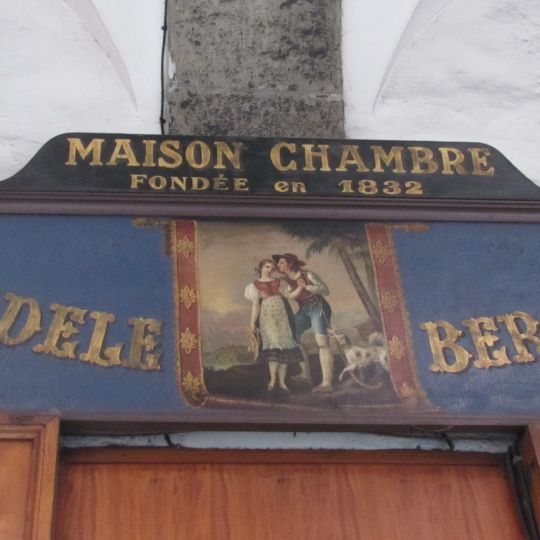 MAISON CHAMBRE
FONDÉE en 1832
DELE BER